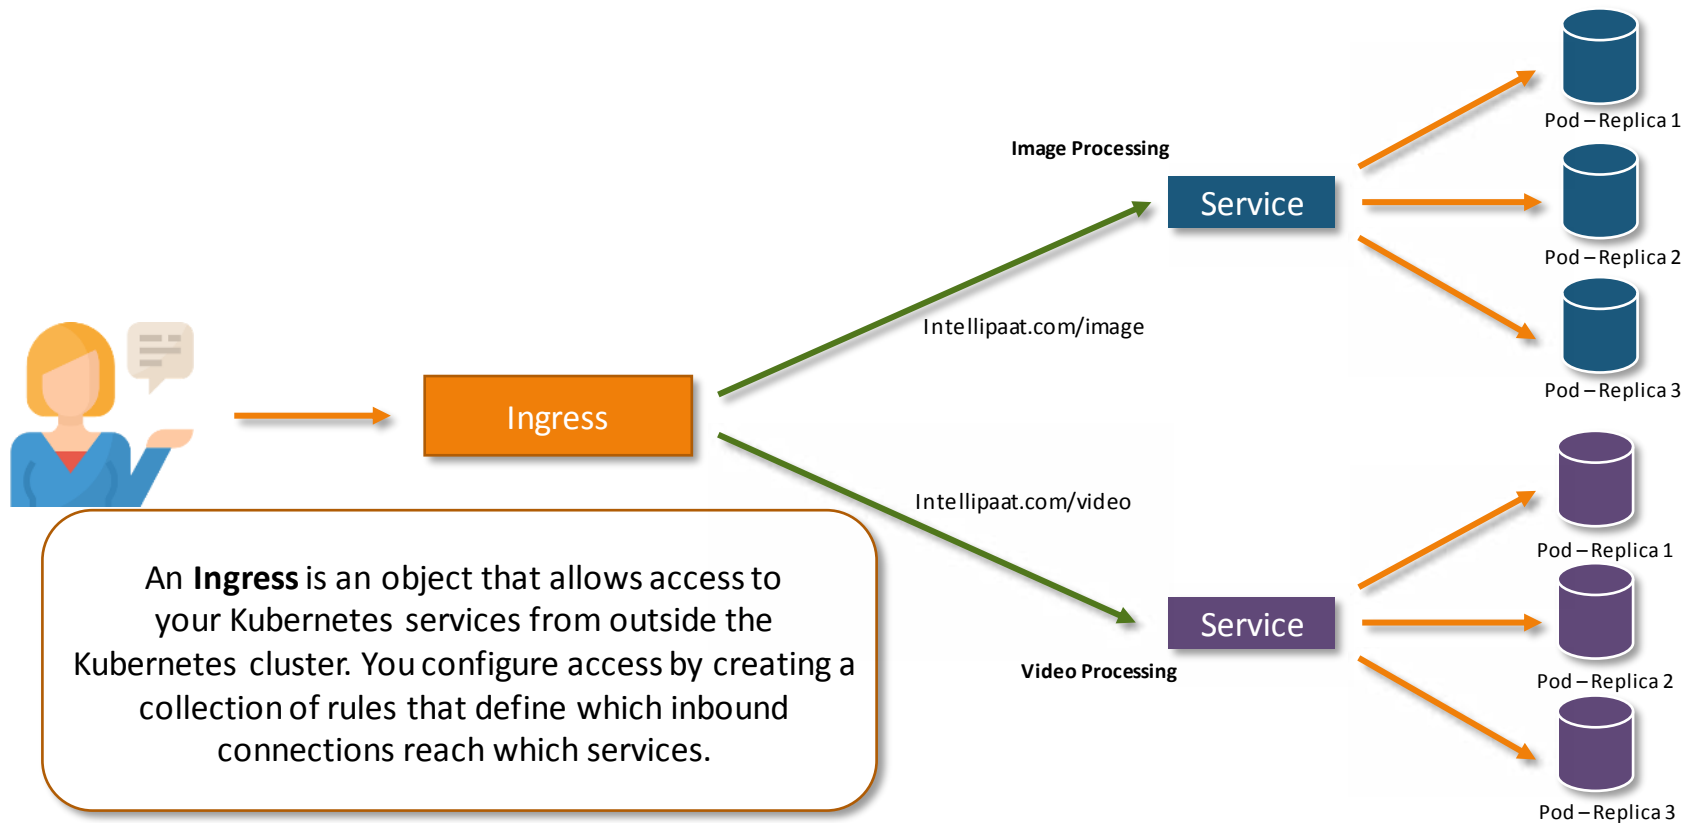 Pod – Replica 1
Image Processing
Service
Pod – Replica 2
Intellipaat.com/image
Pod – Replica 3
Ingress
Intellipaat.com/video
Pod – Replica 1
An Ingress is an object that allows access to
your Kubernetes services from outside the
Kubernetes cluster. You configure access by creating a
collection of rules that define which inbound
connections reach which services.
Service
Video Processing
Pod – Replica 2
Pod – Replica 3